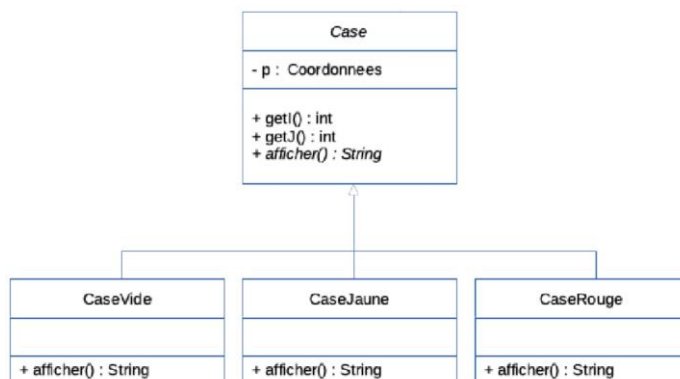 Case
- p : Coordonnees
+ getI() : int
+ getJ() : int
+ afficher() : String
CaseVide
CaseJaune
CaseRouge
+ afficher() : String
+ afficher() : String
+ afficher() : String